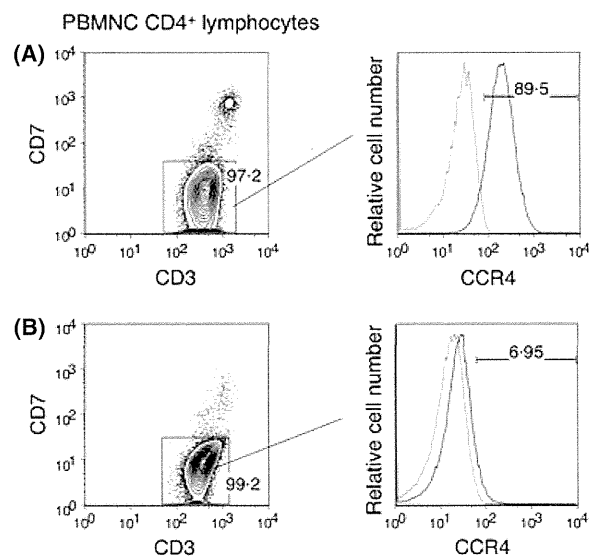 PBMNC CD4⁺ lymphocytes
(A)
10⁴
10³
10²
10¹
10⁰
CD7
97·2
10⁰ 10¹ 10² 10³ 10⁴
CD3
Relative cell number
89·5
10⁰ 10¹ 10² 10³ 10⁴
CCR4
(B)
10⁴
10³
10²
10¹
10⁰
CD7
99·2
10⁰ 10¹ 10² 10³ 10⁴
CD3
Relative cell number
6·95
10⁰ 10¹ 10² 10³ 10⁴
CCR4